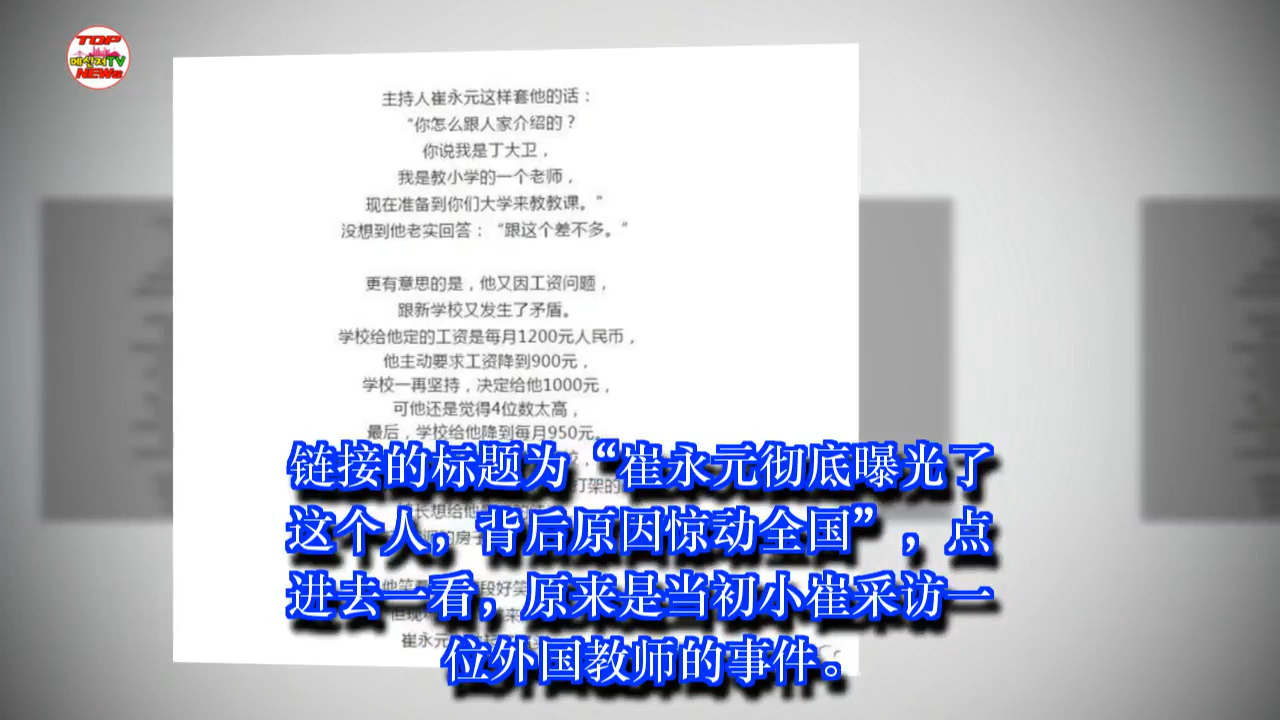 TOP
메신저TV
NEWs
主持人崔永元这样套他的话：
“你怎么跟人家介绍的？
你说我是丁大卫，
我是教小学的一个老师，
现在准备到你们大学来教教课。”
没想到他老实回答：“跟这个差不多。”
更有意思的是，他又因工资问题，
跟新学校又发生了矛盾。
学校给他定的工资是每月1200元人民币，
他主动要求工资降到900元，
学校一再坚持，决定给他1000元，
可他还是觉得4位数太高，
最后，学校给他降到每月950元。
链接的标题为“崔永元彻底曝光了
这个人，背后原因惊动全国”，点
进去一看，原来是当初小崔采访一
位外国教师的事件。